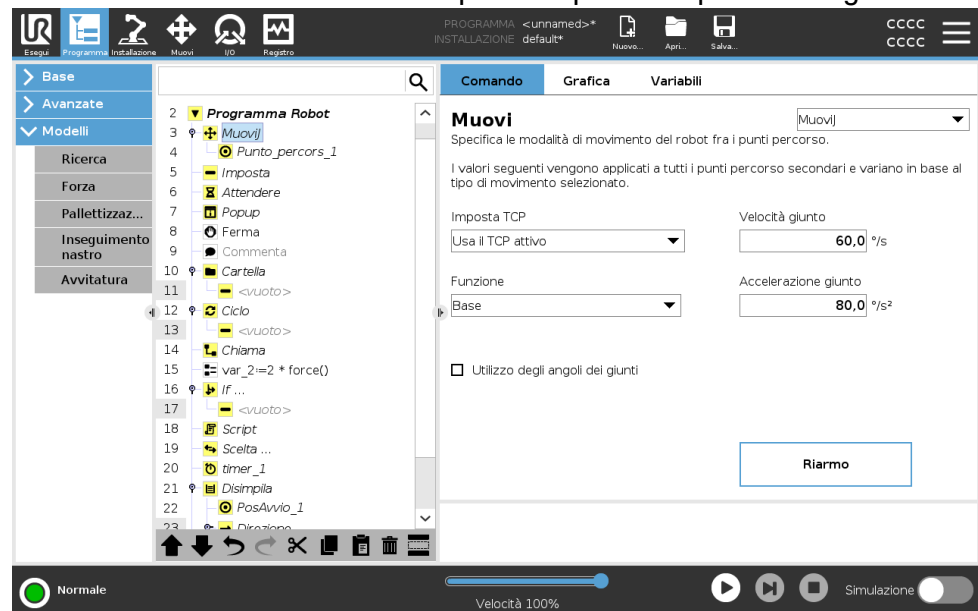 PROGRAMMA <unnamed>*
INSTALLAZIONE default*
Esegui Programma Installazione Muovi I/O Registro
Nuovo... Apri... Salva...
CCCC
CCCC
Base
Avanzate
Modelli
Ricerca
Forza
Pallettizzaz...
Inseguimento
nastro
Avvitatura
2 Programma Robot
3 MuoviJ
4 Punto_percors_1
5 Imposta
6 Attendere
7 Popup
8 Ferma
9 Commenta
10 Cartella
11 <vuoto>
12 Ciclo
13 <vuoto>
14 Chiama
15 var_2:=2 * force()
16 If ...
17 <vuoto>
18 Script
19 Scelta ...
20 timer_1
21 Disimpila
22 PosAvvio_1
23 Direzione
Comando Grafica Variabili
Muovi
MuoviJ
Specifica le modalità di movimento del robot fra i punti percorso.
I valori seguenti vengono applicati a tutti i punti percorso secondari e variano in base al
tipo di movimento selezionato.
Imposta TCP Velocità giunto
Usa il TCP attivo 60,0 °/s
Funzione Accelerazione giunto
Base 80,0 °/s²
Utilizzo degli angoli dei giunti
Riarmo
Normale
Velocità 100%
Simulazione